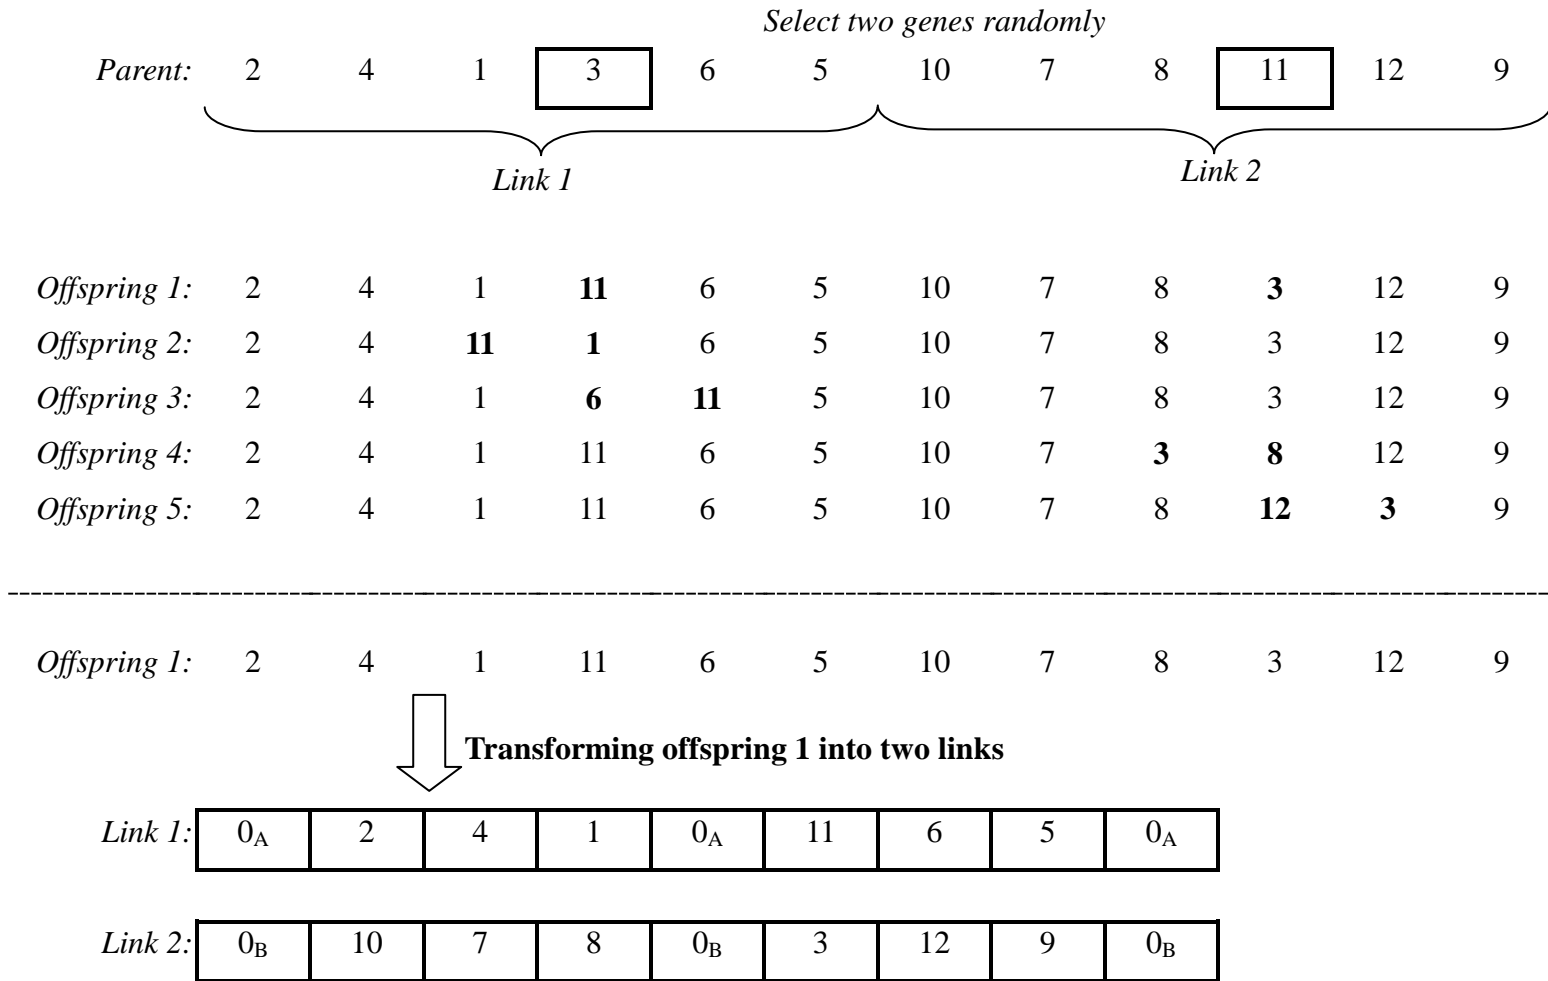 Select two genes randomly
Parent: 2 4 1 3 6 5 10 7 8 11 12 9
Link 1 Link 2
Offspring 1: 2 4 1 11 6 5 10 7 8 3 12 9
Offspring 2: 2 4 11 1 6 5 10 7 8 3 12 9
Offspring 3: 2 4 1 6 11 5 10 7 8 3 12 9
Offspring 4: 2 4 1 11 6 5 10 7 3 8 12 9
Offspring 5: 2 4 1 11 6 5 10 7 8 12 3 9
Offspring 1: 2 4 1 11 6 5 10 7 8 3 12 9
Transforming offspring 1 into two links
Link 1: 0A 2 4 1 0A 11 6 5 0A
Link 2: 0B 10 7 8 0B 3 12 9 0B